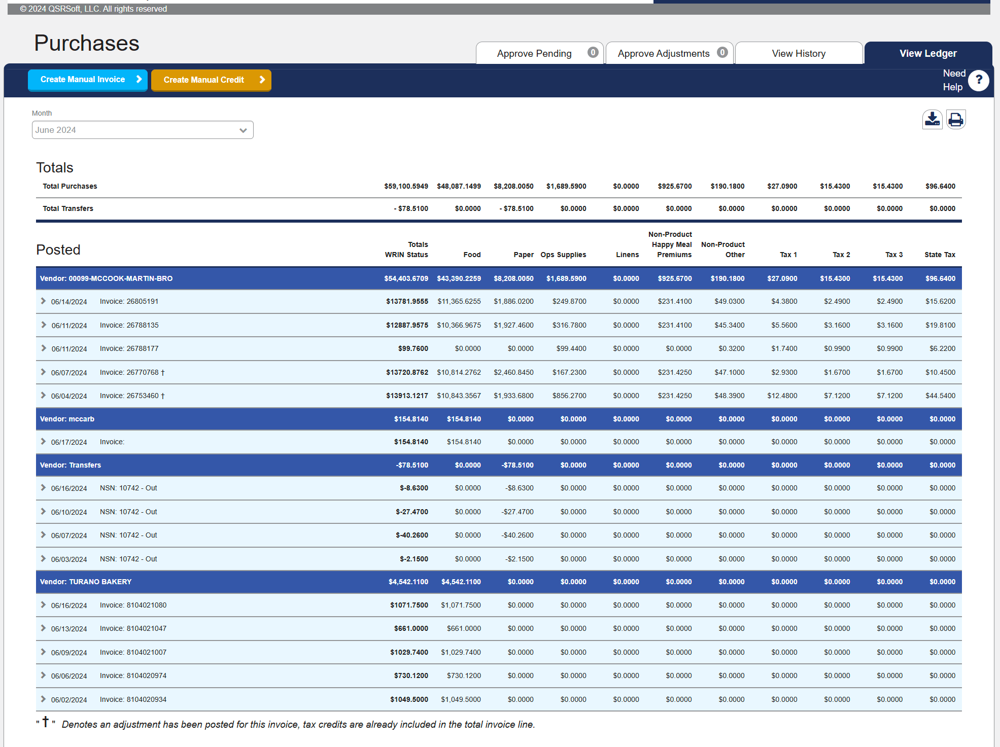 © 2024 QSRSoft, LLC. All rights reserved
Purchases
Approve Pending 0 Approve Adjustments 0 View History View Ledger
Create Manual Invoice Create Manual Credit Need Help ?
Month
June 2024
Totals
Total Purchases $59,100.5949 $48,087.1499 $8,208.0050 $1,689.5900 $0.0000 $925.6700 $190.1800 $27.0900 $15.4300 $15.4300 $96.6400
Total Transfers - $78.5100 $0.0000 - $78.5100 $0.0000 $0.0000 $0.0000 $0.0000 $0.0000 $0.0000 $0.0000 $0.0000
Posted Totals WRIN Status Food Paper Ops Supplies Linens Non-Product Happy Meal Premiums Non-Product Other Tax 1 Tax 2 Tax 3 State Tax
Vendor: 00099-MCCOOK-MARTIN-BRO $54,403.6709 $43,390.2259 $8,208.0050 $1,689.5900 $0.0000 $925.6700 $190.1800 $27.0900 $15.4300 $15.4300 $96.6400
06/14/2024 Invoice: 26805191 $13781.9555 $11,365.6255 $1,886.0200 $249.8700 $0.0000 $231.4100 $49.0300 $4.3800 $2.4900 $2.4900 $15.6200
06/11/2024 Invoice: 26788135 $12887.9575 $10,366.9675 $1,927.4600 $316.7800 $0.0000 $231.4100 $45.3400 $5.5600 $3.1600 $3.1600 $19.8100
06/11/2024 Invoice: 26788177 $99.7600 $0.0000 $0.0000 $99.4400 $0.0000 $0.0000 $0.3200 $1.7400 $0.9900 $0.9900 $6.2200
06/07/2024 Invoice: 26770768 † $13720.8762 $10,814.2762 $2,460.8450 $167.2300 $0.0000 $231.4250 $47.1000 $2.9300 $1.6700 $1.6700 $10.4500
06/04/2024 Invoice: 26753460 † $13913.1217 $10,843.3567 $1,933.6800 $856.2700 $0.0000 $231.4250 $48.3900 $12.4800 $7.1200 $7.1200 $44.5400
Vendor: mccarb $154.8140 $154.8140 $0.0000 $0.0000 $0.0000 $0.0000 $0.0000 $0.0000 $0.0000 $0.0000 $0.0000
06/17/2024 Invoice: $154.8140 $154.8140 $0.0000 $0.0000 $0.0000 $0.0000 $0.0000 $0.0000 $0.0000 $0.0000 $0.0000
Vendor: Transfers -$78.5100 $0.0000 -$78.5100 $0.0000 $0.0000 $0.0000 $0.0000 $0.0000 $0.0000 $0.0000 $0.0000
06/16/2024 NSN: 10742 - Out $-8.6300 $0.0000 -$8.6300 $0.0000 $0.0000 $0.0000 $0.0000 $0.0000 $0.0000 $0.0000 $0.0000
06/10/2024 NSN: 10742 - Out $-27.4700 $0.0000 -$27.4700 $0.0000 $0.0000 $0.0000 $0.0000 $0.0000 $0.0000 $0.0000 $0.0000
06/07/2024 NSN: 10742 - Out $-40.2600 $0.0000 -$40.2600 $0.0000 $0.0000 $0.0000 $0.0000 $0.0000 $0.0000 $0.0000 $0.0000
06/03/2024 NSN: 10742 - Out $-2.1500 $0.0000 -$2.1500 $0.0000 $0.0000 $0.0000 $0.0000 $0.0000 $0.0000 $0.0000 $0.0000
Vendor: TURANO BAKERY $4,542.1100 $4,542.1100 $0.0000 $0.0000 $0.0000 $0.0000 $0.0000 $0.0000 $0.0000 $0.0000 $0.0000
06/16/2024 Invoice: 8104021080 $1071.7500 $1,071.7500 $0.0000 $0.0000 $0.0000 $0.0000 $0.0000 $0.0000 $0.0000 $0.0000 $0.0000
06/13/2024 Invoice: 8104021047 $661.0000 $661.0000 $0.0000 $0.0000 $0.0000 $0.0000 $0.0000 $0.0000 $0.0000 $0.0000 $0.0000
06/09/2024 Invoice: 8104021007 $1029.7400 $1,029.7400 $0.0000 $0.0000 $0.0000 $0.0000 $0.0000 $0.0000 $0.0000 $0.0000 $0.0000
06/06/2024 Invoice: 8104020974 $730.1200 $730.1200 $0.0000 $0.0000 $0.0000 $0.0000 $0.0000 $0.0000 $0.0000 $0.0000 $0.0000
06/02/2024 Invoice: 8104020934 $1049.5000 $1,049.5000 $0.0000 $0.0000 $0.0000 $0.0000 $0.0000 $0.0000 $0.0000 $0.0000 $0.0000
" † " Denotes an adjustment has been posted for this invoice, tax credits are already included in the total invoice line.